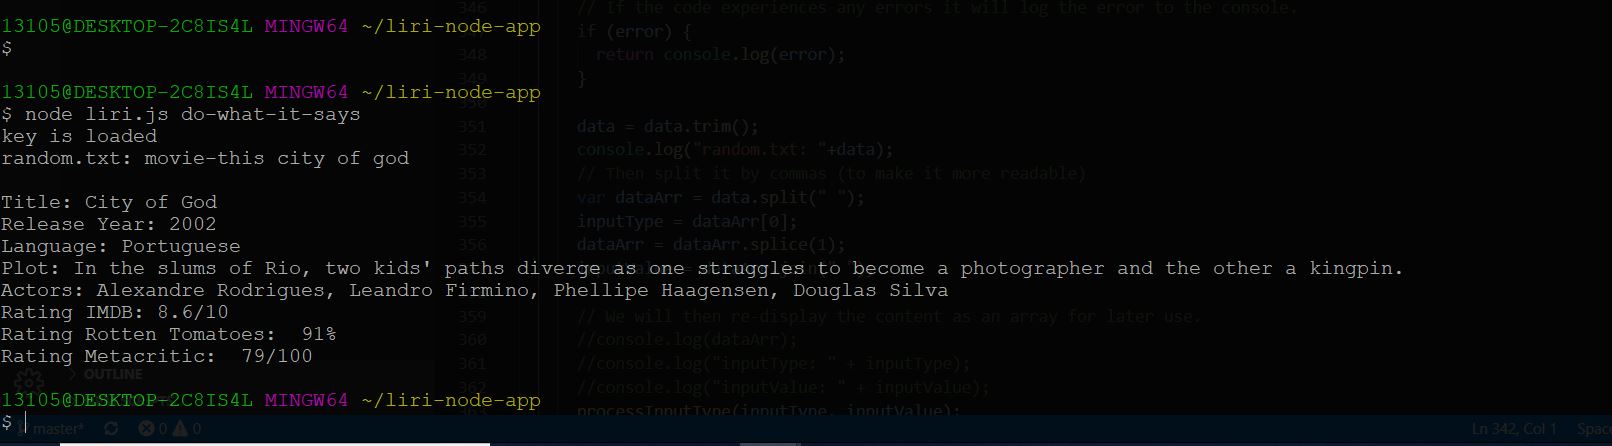 13105@DESKTOP-2C8IS4L MINGW64 ~/liri-node-app
$
13105@DESKTOP-2C8IS4L MINGW64 ~/liri-node-app
$ node liri.js do-what-it-says
key is loaded
random.txt: movie-this city of god
Title: City of God
Release Year: 2002
Language: Portuguese
Plot: In the slums of Rio, two kids' paths diverge as one struggles to become a photographer and the other a kingpin.
Actors: Alexandre Rodrigues, Leandro Firmino, Phellipe Haagensen, Douglas Silva
Rating IMDB: 8.6/10
Rating Rotten Tomatoes:  91%
Rating Metacritic:  79/100
13105@DESKTOP-2C8IS4L MINGW64 ~/liri-node-app
$
346 // If the code experiences any errors it will log the error to the console.
if (error) {
348 return console.log(error);
349 }
350
351 data = data.trim();
352 console.log("random.txt: "+data);
353 // Then split it by commas (to make it more readable)
354 var dataArr = data.split(" ");
355 inputType = dataArr[0];
356 dataArr = dataArr.splice(1);
359 // We will then re-display the content as an array for later use.
360 //console.log(dataArr);
361 //console.log("inputType: " + inputType);
362 //console.log("inputValue: " + inputValue);
363 processInputType(inputType, inputValue);
OUTLINE
master* 0 0
Ln 342, Col 1